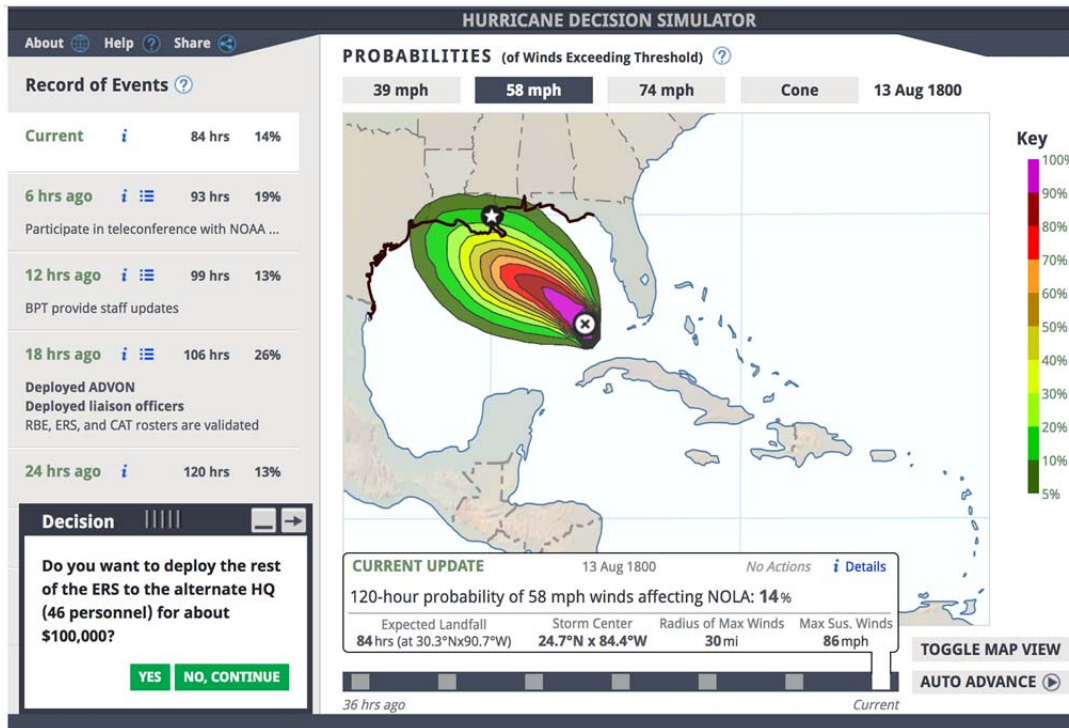 HURRICANE DECISION SIMULATOR
About Help ? Share
Record of Events ?
Current i 84 hrs 14%
6 hrs ago i 93 hrs 19%
Participate in teleconference with NOAA ...
12 hrs ago i 99 hrs 13%
BPT provide staff updates
18 hrs ago i 106 hrs 26%
Deployed ADVON
Deployed liaison officers
RBE, ERS, and CAT rosters are validated
24 hrs ago i 120 hrs 13%
Decision
Do you want to deploy the rest
of the ERS to the alternate HQ
(46 personnel) for about
$100,000?
YES NO, CONTINUE
PROBABILITIES (of Winds Exceeding Threshold) ?
39 mph 58 mph 74 mph Cone 13 Aug 1800
Key
100%
90%
80%
70%
60%
50%
40%
30%
20%
10%
5%
CURRENT UPDATE 13 Aug 1800 No Actions i Details
120-hour probability of 58 mph winds affecting NOLA: 14%
Expected Landfall Storm Center Radius of Max Winds Max Sus. Winds
84 hrs (at 30.3°Nx90.7°W) 24.7°N x 84.4°W 30 mi 86 mph
36 hrs ago Current
TOGGLE MAP VIEW
AUTO ADVANCE